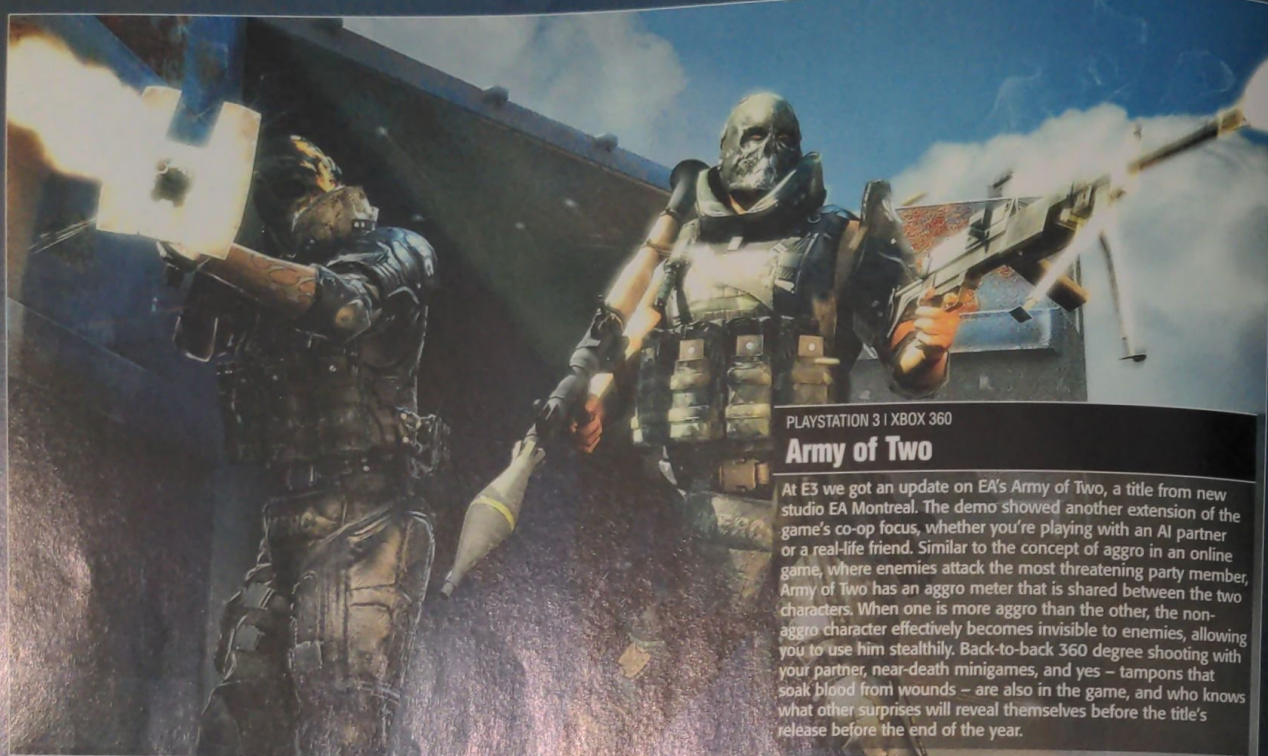 PLAYSTATION 3 | XBOX 360
Army of Two
At E3 we got an update on EA's Army of Two, a title from new
studio EA Montreal. The demo showed another extension of the
game's co-op focus, whether you're playing with an AI partner
or a real-life friend. Similar to the concept of aggro in an online
game, where enemies attack the most threatening party member,
Army of Two has an aggro meter that is shared between the two
characters. When one is more aggro than the other, the non-
aggro character effectively becomes invisible to enemies, allowing
you to use him stealthily. Back-to-back 360 degree shooting with
your partner, near-death minigames, and yes – tampons that
soak blood from wounds – are also in the game, and who knows
what other surprises will reveal themselves before the title's
release before the end of the year.